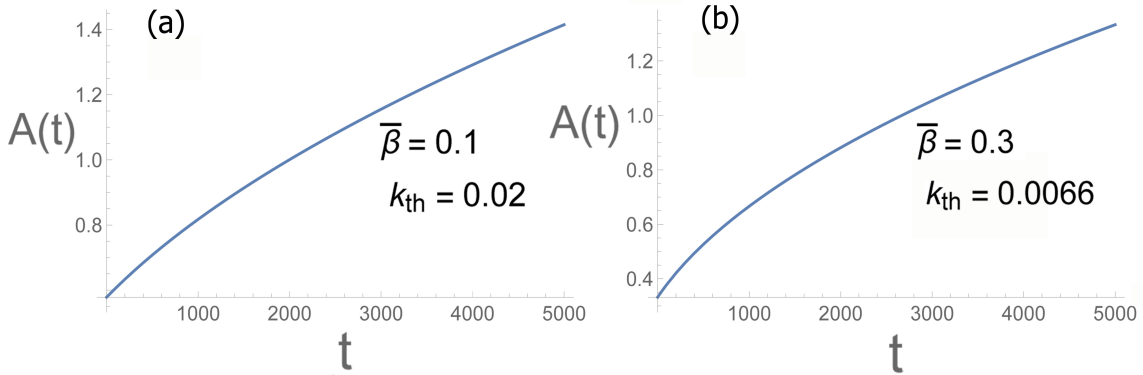 (a)
1.4
1.2
A(t)
1.0
0.8
β̅ = 0.1
kth = 0.02
1000 2000 3000 4000 5000
t
(b)
1.2
1.0
A(t)
0.8
0.6
0.4
β̅ = 0.3
kth = 0.0066
1000 2000 3000 4000 5000
t